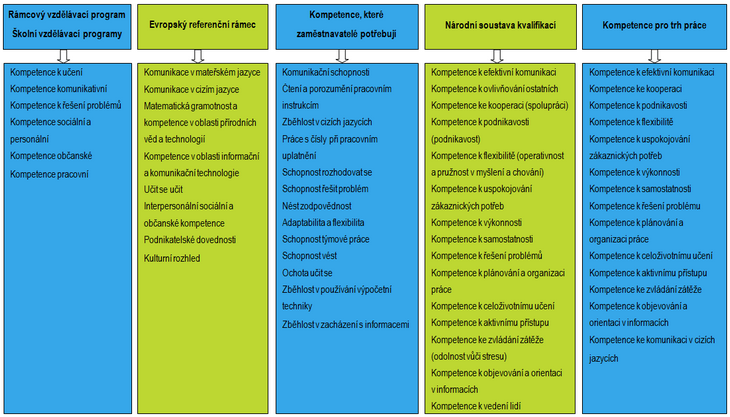 Rámcový vzdělávací program
Školní vzdělávací programy
Kompetence k učení
Kompetence komunikativní
Kompetence k řešení problémů
Kompetence sociální a
personální
Kompetence občanské
Kompetence pracovní
Evropský referenční rámec
Komunikace v mateřském jazyce
Komunikace v cizím jazyce
Matematická gramotnost a
kompetence v oblasti přírodních
věd a technologií
Kompetence v oblasti informační
a komunikační technologie
Učit se učit
Interpersonální sociální a
občanské kompetence
Podnikatelské dovednosti
Kulturní rozhled
Kompetence, které
zaměstnavatelé potřebují
Komunikační schopnosti
Čtení a porozumění pracovním
instrukcím
Zběhlost v cizích jazycích
Práce s čísly při pracovním
uplatnění
Schopnost rozhodovat se
Schopnost řešit problém
Nést zodpovědnost
Adaptabilita a flexibilita
Schopnost týmové práce
Schopnost vést
Ochota učit se
Zběhlost v používání výpočetní
techniky
Zběhlost v zacházení s informacemi
Národní soustava kvalifikací
Kompetence k efektivní komunikaci
Kompetence k ovlivňování ostatních
Kompetence ke kooperaci (spolupráci)
Kompetence k podnikatosti
(podnikavost)
Kompetence k flexibilitě (operativnost
a pružnost v myšlení a chování)
Kompetence k uspokojování
zákaznických potřeb
Kompetence k výkonnosti
Kompetence k samostatnosti
Kompetence k řešení problémů
Kompetence k plánování a organizaci
práce
Kompetence k celoživotnímu učení
Kompetence k aktivnímu přístupu
Kompetence ke zvládání zátěže
(odolnost vůči stresu)
Kompetence k objevování a orientaci
v informacích
Kompetence k vedení lidí
Kompetence pro trh práce
Kompetence k efektivní komunikaci
Kompetence ke kooperaci
Kompetence k podnikavosti
Kompetence k flexibilitě
Kompetence k uspokojování
zákaznických potřeb
Kompetence k výkonnosti
Kompetence k samostatnosti
Kompetence k řešení problému
Kompetence k plánování a
organizaci práce
Kompetence k celoživotnímu učení
Kompetence k aktivnímu přístupu
Kompetence ke zvládání zátěže
Kompetence k objevování a
orientaci v informacích
Kompetence ke komunikaci v cizích
jazycích